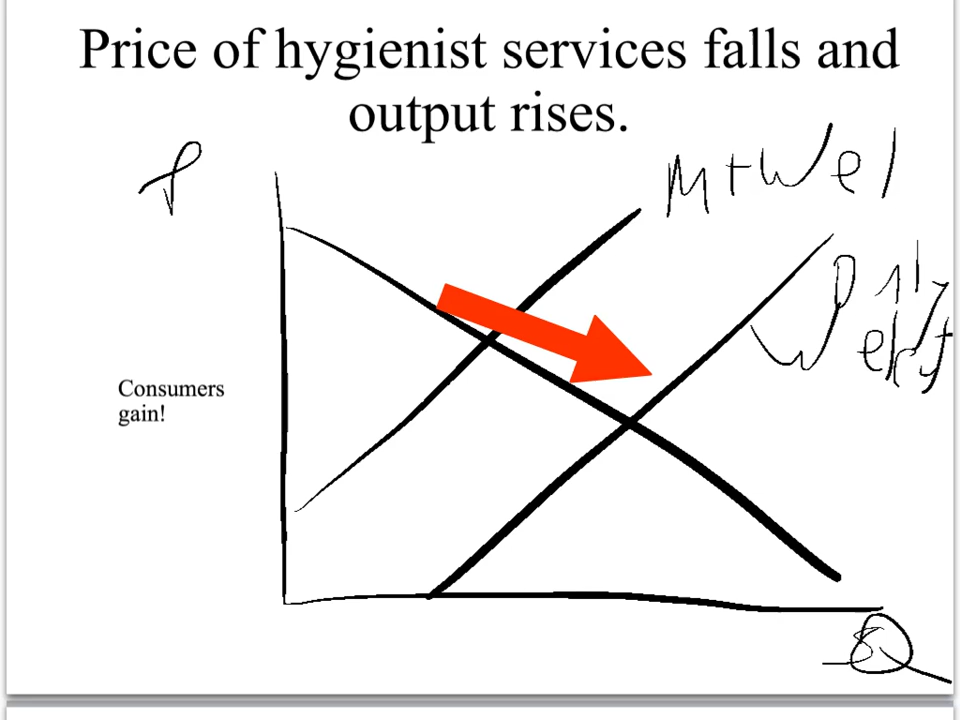 Price of hygienist services falls and
output rises.
P
M+Wel
Consumers
gain!